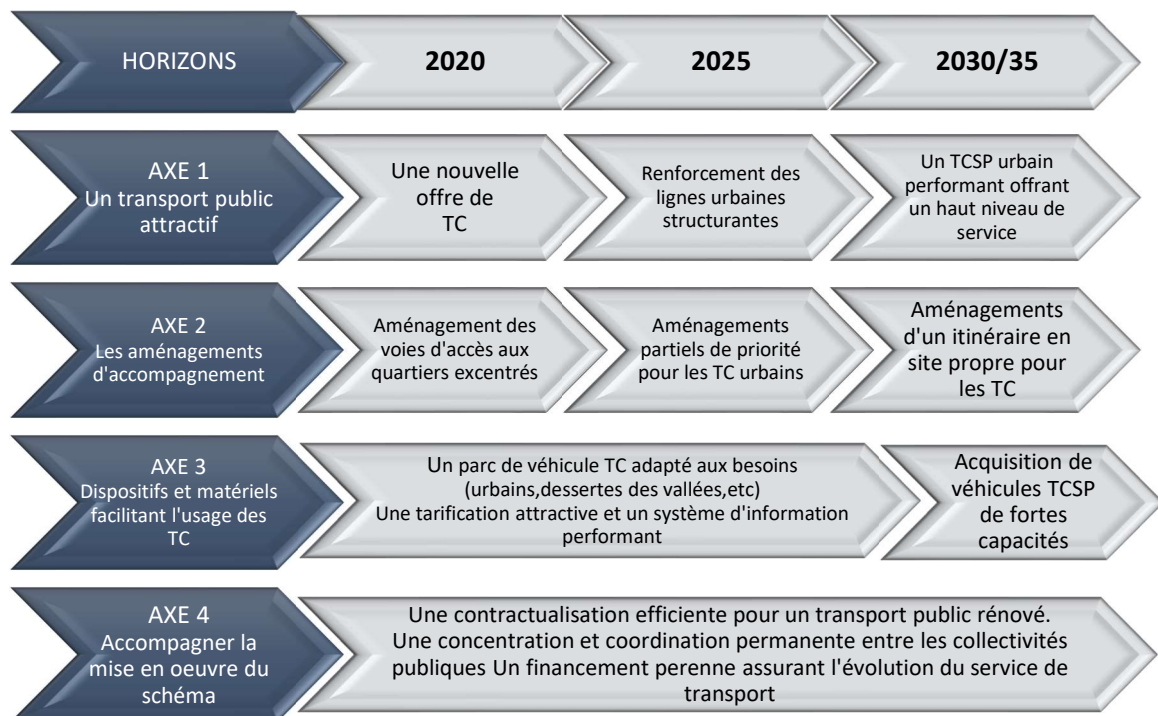 HORIZONS
2020
2025
2030/35
AXE 1
Un transport public
attractif
Une nouvelle
offre de
TC
Renforcement des
lignes urbaines
structurantes
Un TCSP urbain
performant offrant
un haut niveau de
service
AXE 2
Les aménagements
d'accompagnement
Aménagement des
voies d'accès aux
quartiers excentrés
Aménagements
partiels de priorité
pour les TC urbains
Aménagements
d'un itinéraire en
site propre pour
les TC
AXE 3
Dispositifs et matériels
facilitant l'usage des
TC
Un parc de véhicule TC adapté aux besoins
(urbains,dessertes des vallées,etc)
Une tarification attractive et un système d'information
performant
Acquisition de
véhicules TCSP
de fortes
capacités
AXE 4
Accompagner la
mise en oeuvre du
schéma
Une contractualisation efficiente pour un transport public rénové.
Une concentration et coordination permanente entre les collectivités
publiques Un financement perenne assurant l'évolution du service de
transport